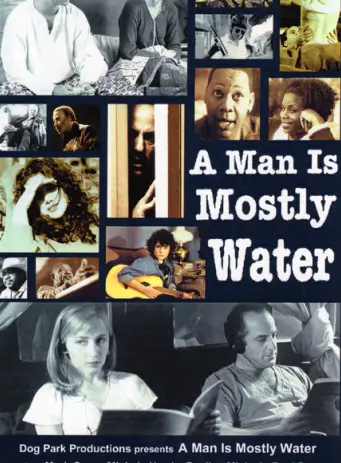 A Man Is
Mostly
Water
Dog Park Productions presents A Man Is Mostly Water